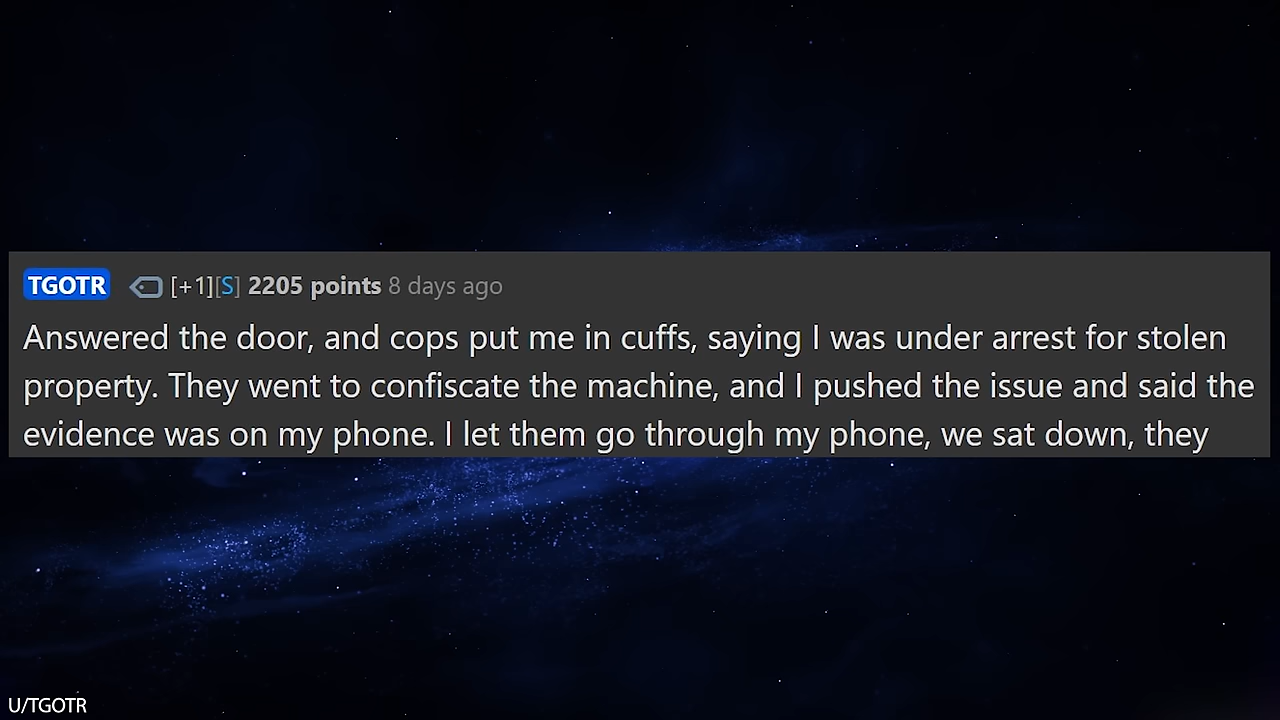 TGOTR [+1][S] 2205 points 8 days ago
Answered the door, and cops put me in cuffs, saying I was under arrest for stolen
property. They went to confiscate the machine, and I pushed the issue and said the
evidence was on my phone. I let them go through my phone, we sat down, they
U/TGOTR